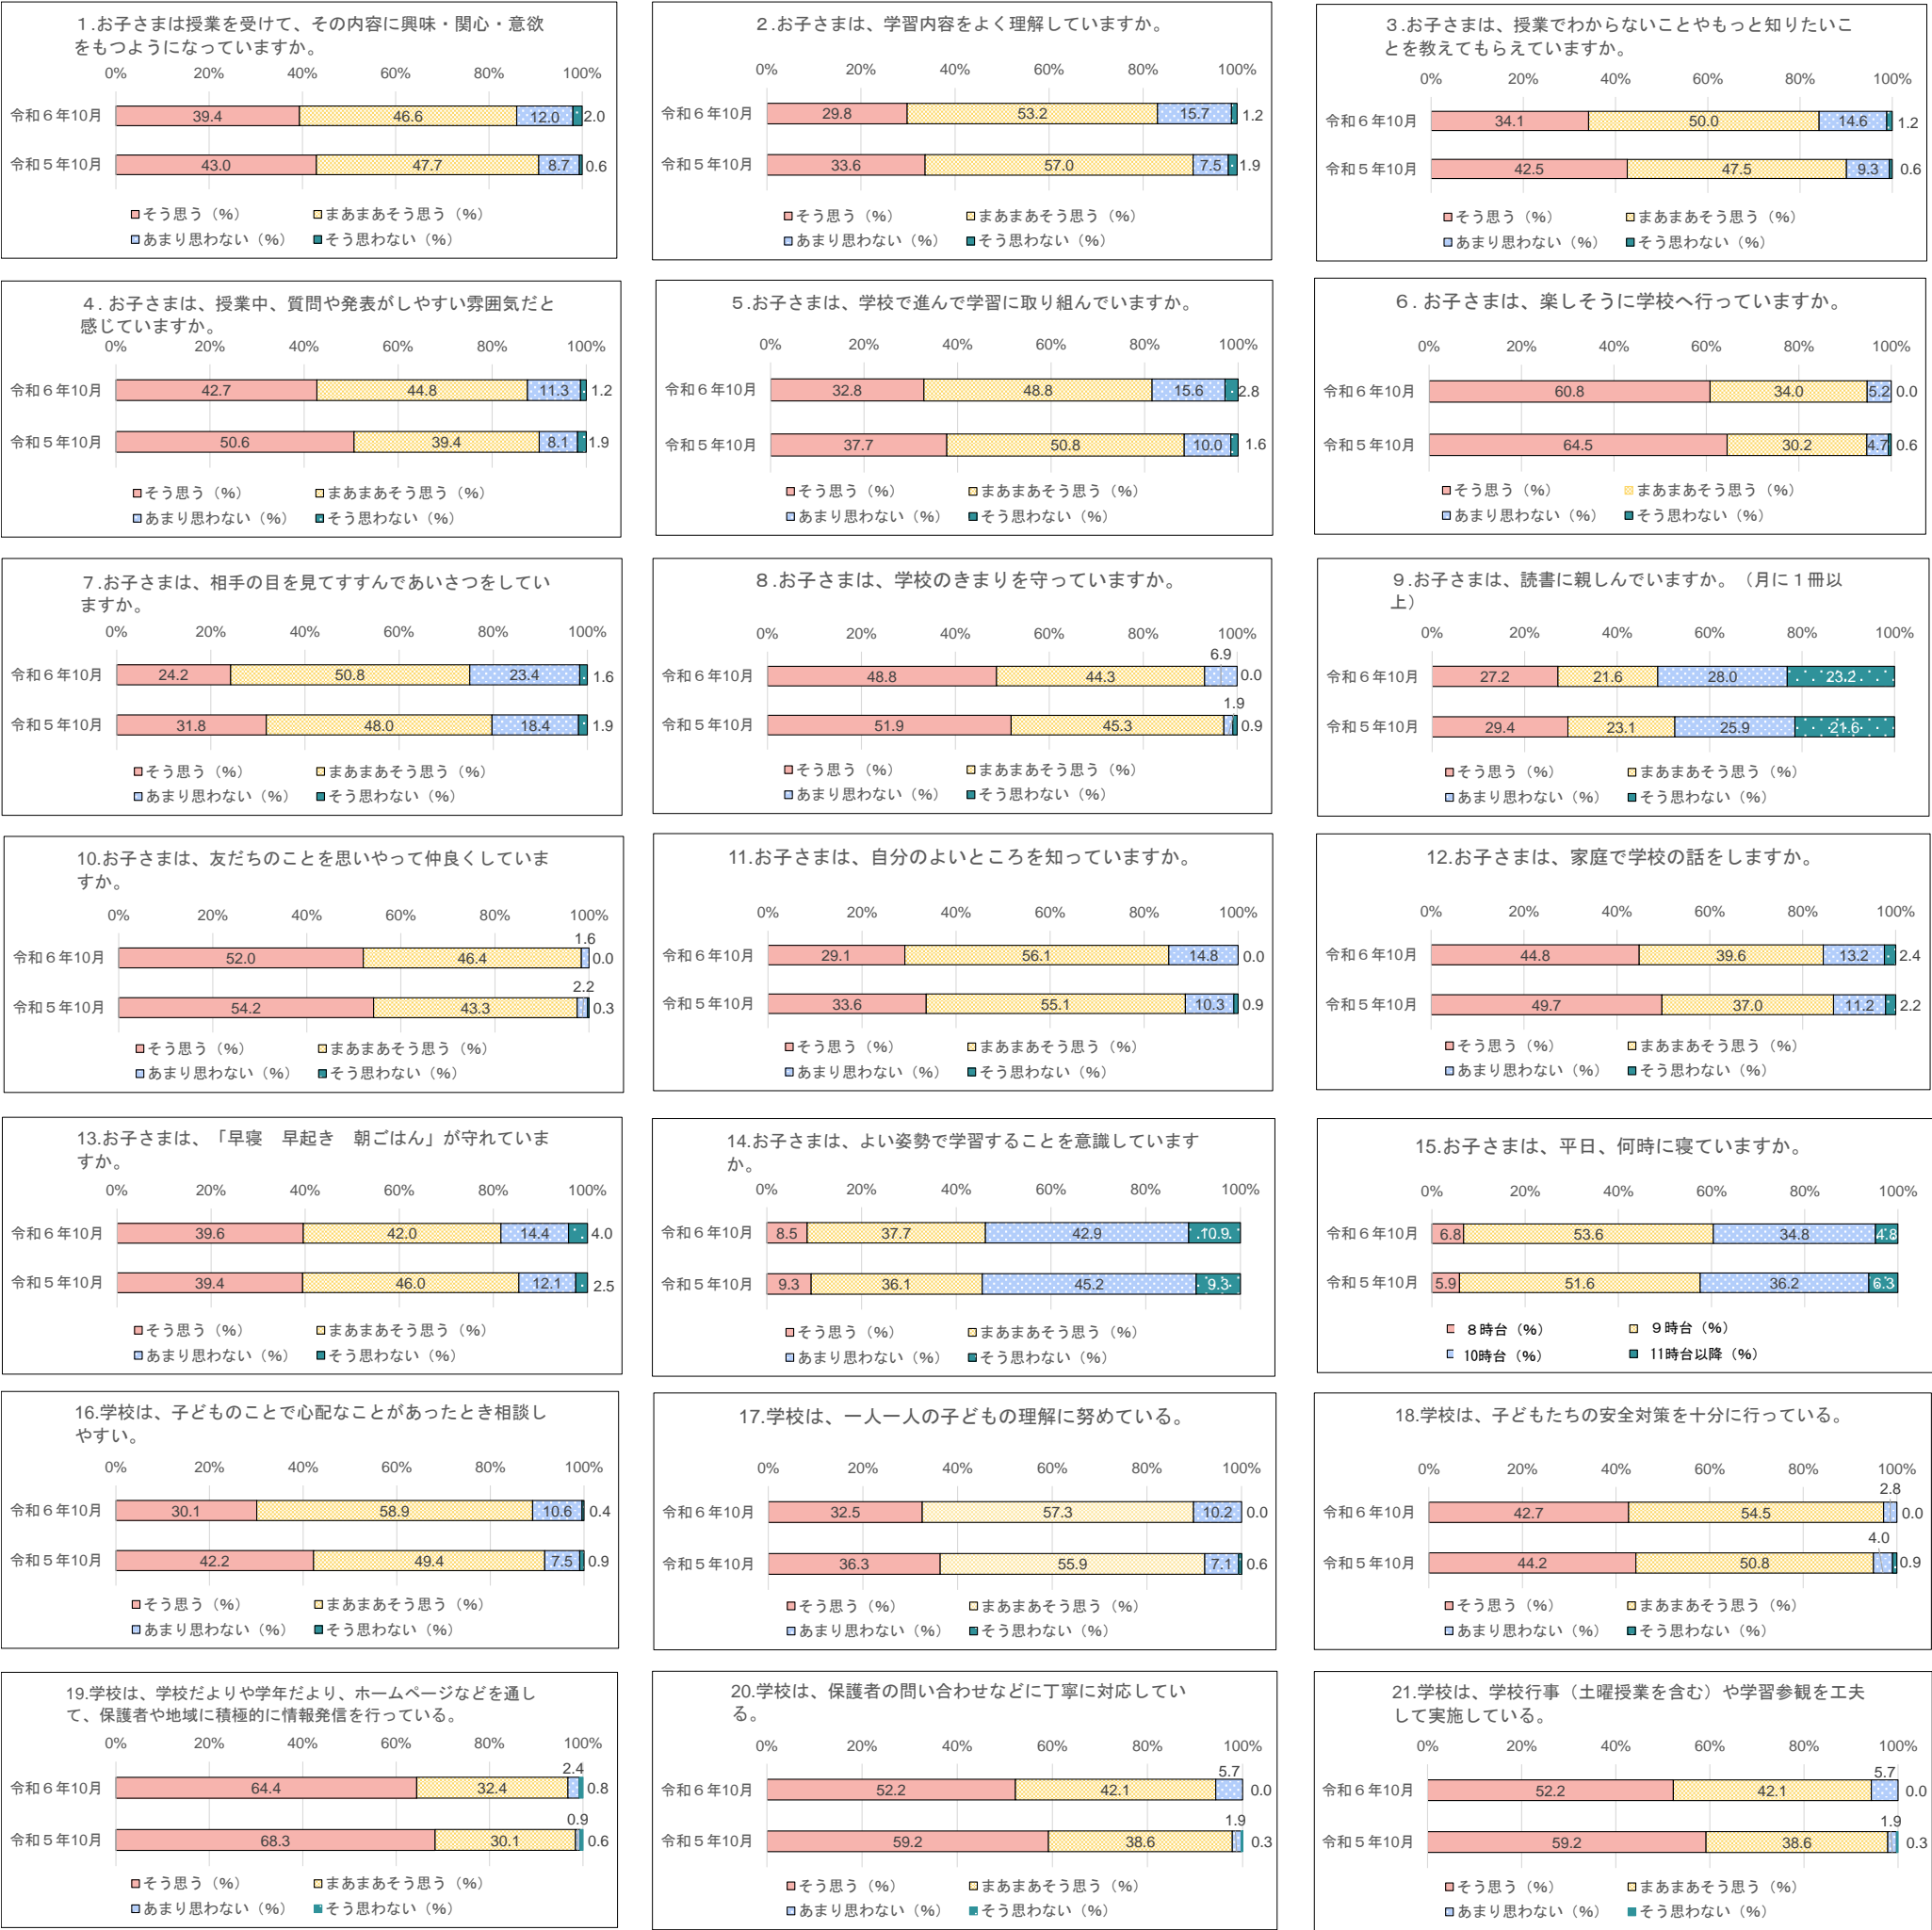 1.お子さまは授業を受けて、その内容に興味・関心・意欲
をもつようになっていますか。
0% 20% 40% 60% 80% 100%
令和６年10月 39.4 46.6 12.0 2.0
令和５年10月 43.0 47.7 8.7 0.6
そう思う（%） まあまあそう思う（%）
あまり思わない（%） そう思わない（%）
2.お子さまは、学習内容をよく理解していますか。
0% 20% 40% 60% 80% 100%
令和６年10月 29.8 53.2 15.7 1.2
令和５年10月 33.6 57.0 7.5 1.9
そう思う（%） まあまあそう思う（%）
あまり思わない（%） そう思わない（%）
３.お子さまは、授業でわからないことやもっと知りたいこ
とを教えてもらえていますか。
0% 20% 40% 60% 80% 100%
令和６年10月 34.1 50.0 14.6 1.2
令和５年10月 42.5 47.5 9.3 0.6
そう思う（%） まあまあそう思う（%）
あまり思わない（%） そう思わない（%）
４. お子さまは、授業中、質問や発表がしやすい雰囲気だと
感じていますか。
0% 20% 40% 60% 80% 100%
令和６年10月 42.7 44.8 11.3 1.2
令和５年10月 50.6 39.4 8.1 1.9
そう思う（%） まあまあそう思う（%）
あまり思わない（%） そう思わない（%）
５.お子さまは、学校で進んで学習に取り組んでいますか。
0% 20% 40% 60% 80% 100%
令和６年10月 32.8 48.8 15.6 2.8
令和５年10月 37.7 50.8 10.0 1.6
そう思う（%） まあまあそう思う（%）
あまり思わない（%） そう思わない（%）
６. お子さまは、楽しそうに学校へ行っていますか。
0% 20% 40% 60% 80% 100%
令和６年10月 60.8 34.0 5.2 0.0
令和５年10月 64.5 30.2 4.7 0.6
そう思う（%） まあまあそう思う（%）
あまり思わない（%） そう思わない（%）
７.お子さまは、相手の目を見てすすんであいさつをしてい
ますか。
0% 20% 40% 60% 80% 100%
令和６年10月 24.2 50.8 23.4 1.6
令和５年10月 31.8 48.0 18.4 1.9
そう思う（%） まあまあそう思う（%）
あまり思わない（%） そう思わない（%）
８.お子さまは、学校のきまりを守っていますか。
0% 20% 40% 60% 80% 100%
令和６年10月 48.8 44.3 6.9 0.0
令和５年10月 51.9 45.3 1.9 0.9
そう思う（%） まあまあそう思う（%）
あまり思わない（%） そう思わない（%）
９.お子さまは、読書に親しんでいますか。（月に１冊以
上）
0% 20% 40% 60% 80% 100%
令和６年10月 27.2 21.6 28.0 23.2
令和５年10月 29.4 23.1 25.9 21.6
そう思う（%） まあまあそう思う（%）
あまり思わない（%） そう思わない（%）
10.お子さまは、友だちのことを思いやって仲良くしていま
すか。
0% 20% 40% 60% 80% 100%
令和６年10月 52.0 46.4 1.6 0.0
令和５年10月 54.2 43.3 2.2 0.3
そう思う（%） まあまあそう思う（%）
あまり思わない（%） そう思わない（%）
11.お子さまは、自分のよいところを知っていますか。
0% 20% 40% 60% 80% 100%
令和６年10月 29.1 56.1 14.8 0.0
令和５年10月 33.6 55.1 10.3 0.9
そう思う（%） まあまあそう思う（%）
あまり思わない（%） そう思わない（%）
12.お子さまは、家庭で学校の話をしますか。
0% 20% 40% 60% 80% 100%
令和６年10月 44.8 39.6 13.2 2.4
令和５年10月 49.7 37.0 11.2 2.2
そう思う（%） まあまあそう思う（%）
あまり思わない（%） そう思わない（%）
13.お子さまは、「早寝　早起き　朝ごはん」が守れていま
すか。
0% 20% 40% 60% 80% 100%
令和６年10月 39.6 42.0 14.4 4.0
令和５年10月 39.4 46.0 12.1 2.5
そう思う（%） まあまあそう思う（%）
あまり思わない（%） そう思わない（%）
14.お子さまは、よい姿勢で学習することを意識しています
か。
0% 20% 40% 60% 80% 100%
令和６年10月 8.5 37.7 42.9 10.9
令和５年10月 9.3 36.1 45.2 9.3
そう思う（%） まあまあそう思う（%）
あまり思わない（%） そう思わない（%）
15.お子さまは、平日、何時に寝ていますか。
0% 20% 40% 60% 80% 100%
令和６年10月 6.8 53.6 34.8 4.8
令和５年10月 5.9 51.6 36.2 6.3
８時台（%） ９時台（%）
10時台（%） 11時台以降（%）
16.学校は、子どものことで心配なことがあったとき相談し
やすい。
0% 20% 40% 60% 80% 100%
令和６年10月 30.1 58.9 10.6 0.4
令和５年10月 42.2 49.4 7.5 0.9
そう思う（%） まあまあそう思う（%）
あまり思わない（%） そう思わない（%）
17.学校は、一人一人の子どもの理解に努めている。
0% 20% 40% 60% 80% 100%
令和６年10月 32.5 57.3 10.2 0.0
令和５年10月 36.3 55.9 7.1 0.6
そう思う（%） まあまあそう思う（%）
あまり思わない（%） そう思わない（%）
18.学校は、子どもたちの安全対策を十分に行っている。
0% 20% 40% 60% 80% 100%
令和６年10月 42.7 54.5 2.8 0.0
令和５年10月 44.2 50.8 4.0 0.9
そう思う（%） まあまあそう思う（%）
あまり思わない（%） そう思わない（%）
19.学校は、学校だよりや学年だより、ホームページなどを通し
て、保護者や地域に積極的に情報発信を行っている。
0% 20% 40% 60% 80% 100%
令和６年10月 64.4 32.4 2.4 0.8
令和５年10月 68.3 30.1 0.9 0.6
そう思う（%） まあまあそう思う（%）
あまり思わない（%） そう思わない（%）
20.学校は、保護者の問い合わせなどに丁寧に対応してい
る。
0% 20% 40% 60% 80% 100%
令和６年10月 52.2 42.1 5.7 0.0
令和５年10月 59.2 38.6 1.9 0.3
そう思う（%） まあまあそう思う（%）
あまり思わない（%） そう思わない（%）
21.学校は、学校行事（土曜授業を含む）や学習参観を工夫
して実施している。
0% 20% 40% 60% 80% 100%
令和６年10月 52.2 42.1 5.7 0.0
令和５年10月 59.2 38.6 1.9 0.3
そう思う（%） まあまあそう思う（%）
あまり思わない（%） そう思わない（%）